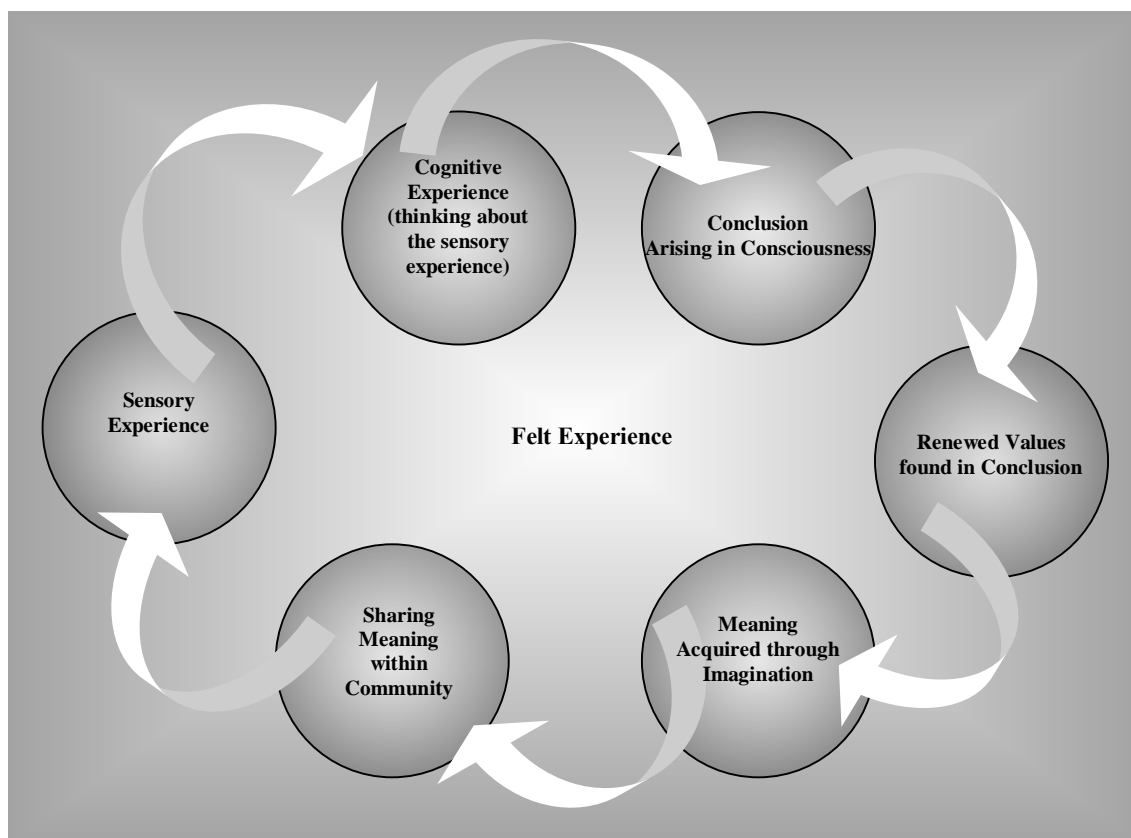 Cognitive
Experience
(thinking about
the sensory
experience)
Conclusion
Arising in Consciousness
Sensory
Experience
Felt Experience
Renewed Values
found in Conclusion
Sharing
Meaning
within
Community
Meaning
Acquired through
Imagination